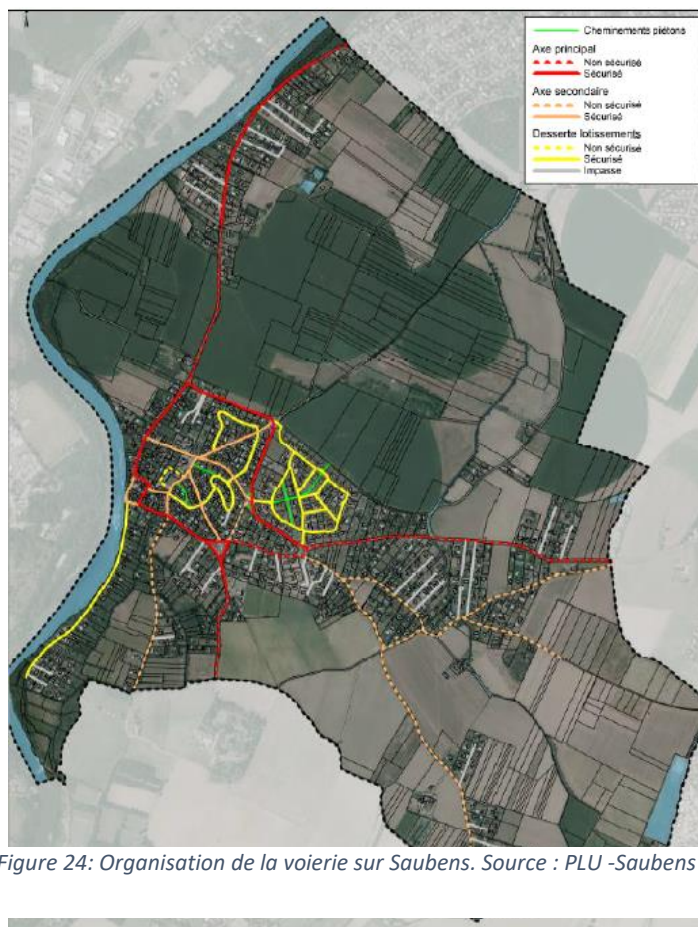 Cheminements piétons
Axe principal
Non sécurisé
Sécurisé
Axe secondaire
Non sécurisé
Sécurisé
Desserte lotissements
Non sécurisé
Sécurisé
Impasse
Figure 24: Organisation de la voierie sur Saubens. Source : PLU -Saubens